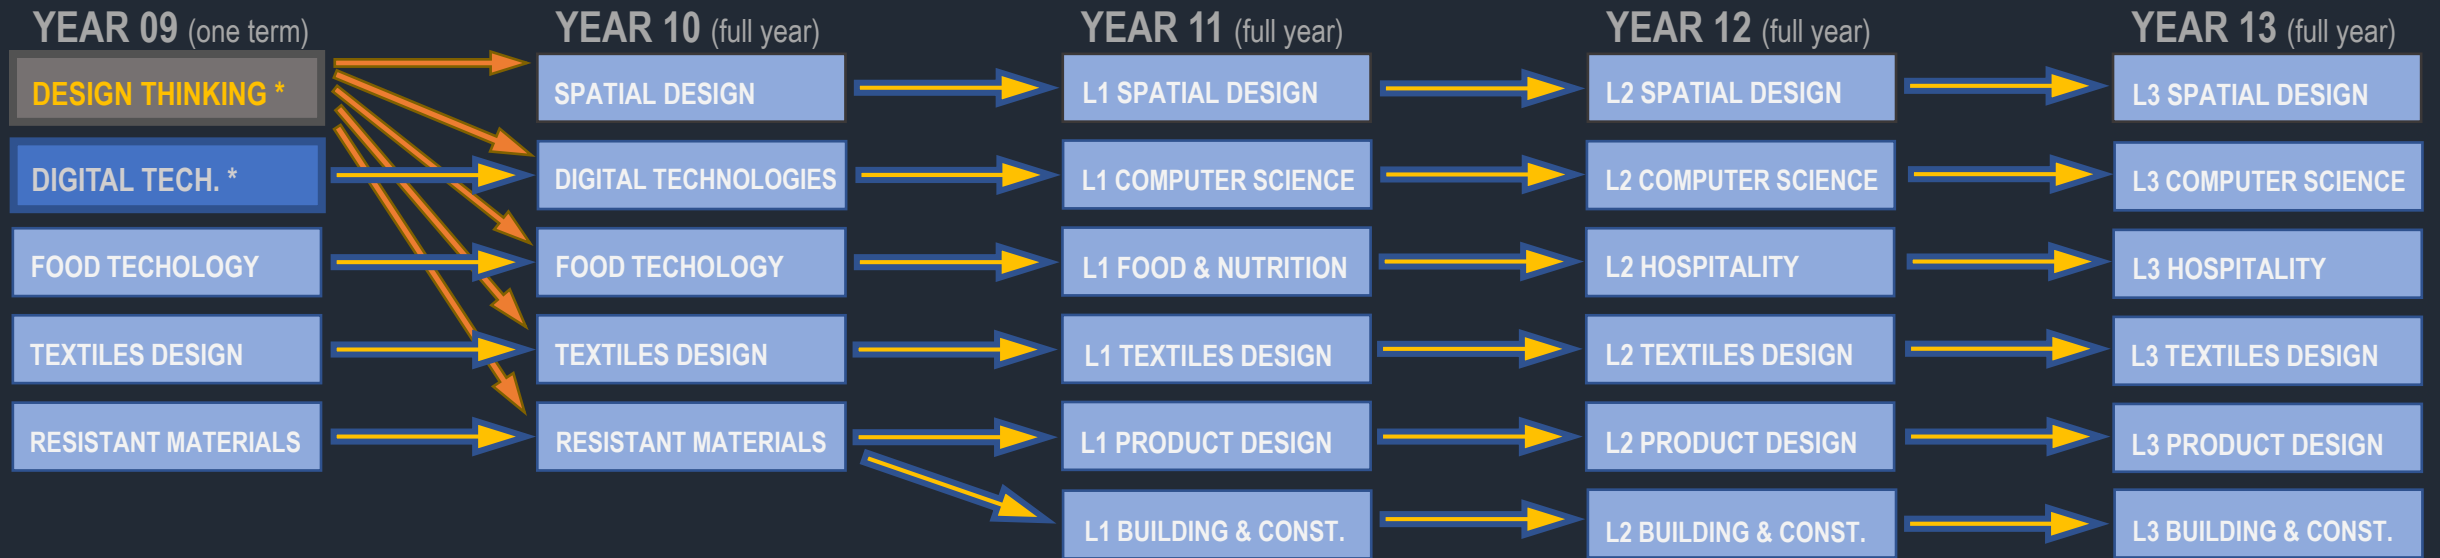 YEAR 09 (one term)
YEAR 10 (full year)
YEAR 11 (full year)
YEAR 12 (full year)
YEAR 13 (full year)
DESIGN THINKING *
SPATIAL DESIGN
L1 SPATIAL DESIGN
L2 SPATIAL DESIGN
L3 SPATIAL DESIGN
DIGITAL TECH. *
DIGITAL TECHNOLOGIES
L1 COMPUTER SCIENCE
L2 COMPUTER SCIENCE
L3 COMPUTER SCIENCE
FOOD TECHOLOGY
FOOD TECHOLOGY
L1 FOOD & NUTRITION
L2 HOSPITALITY
L3 HOSPITALITY
TEXTILES DESIGN
TEXTILES DESIGN
L1 TEXTILES DESIGN
L2 TEXTILES DESIGN
L3 TEXTILES DESIGN
RESISTANT MATERIALS
RESISTANT MATERIALS
L1 PRODUCT DESIGN
L2 PRODUCT DESIGN
L3 PRODUCT DESIGN
L1 BUILDING & CONST.
L2 BUILDING & CONST.
L3 BUILDING & CONST.